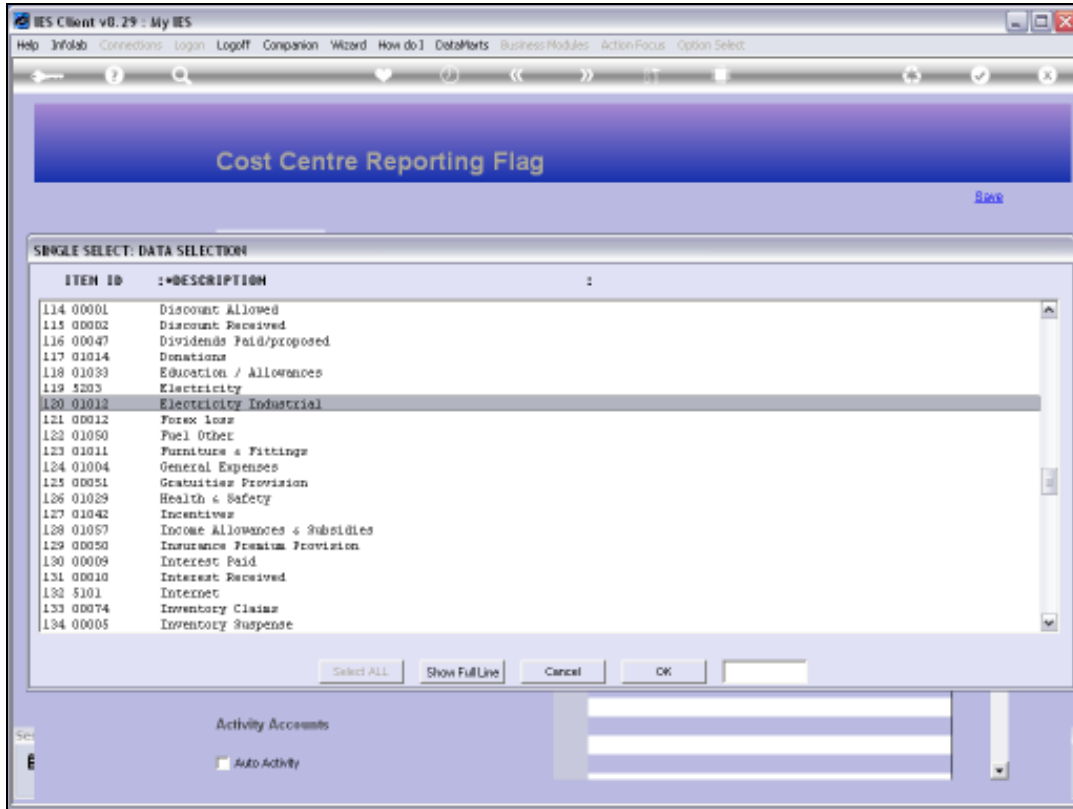 IES Client v8.29 : My IES
Help Infolab Connections Logon Logoff Companion Wizard How do I DataMarts Business Modules Action Focus Option Select
Cost Centre Reporting Flag
Save
SINGLE SELECT: DATA SELECTION
ITEM ID :*DESCRIPTION :
114 00001 Discount Allowed
115 00002 Discount Received
116 00047 Dividends Paid/proposed
117 01014 Donations
118 01033 Education / Allowances
119 5203 Electricity
120 01012 Electricity Industrial
121 00012 Forex Loss
122 01050 Fuel Other
123 01011 Furniture & Fittings
124 01004 General Expenses
125 00051 Gratuities Provision
126 01029 Health & Safety
127 01042 Incentives
128 01057 Income Allowances & Subsidies
129 00050 Insurance Premium Provision
130 00009 Interest Paid
131 00010 Interest Received
132 5101 Internet
133 00074 Inventory Claims
134 00005 Inventory Suspense
Select ALL Show Full Line Cancel OK
Activity Accounts
Auto Activity